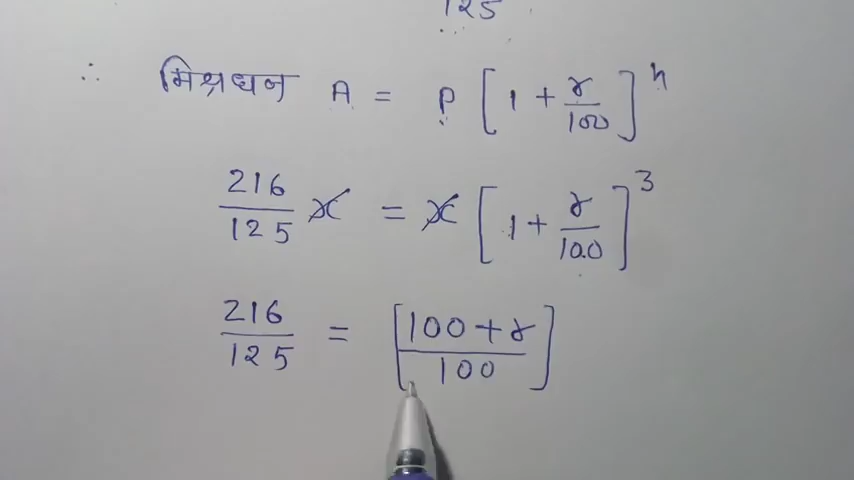 125
∴ मिश्रधन A = P [1 + r/100]^n
216/125 x = x [1 + r/100]^3
216/125 = [100 + r/100]